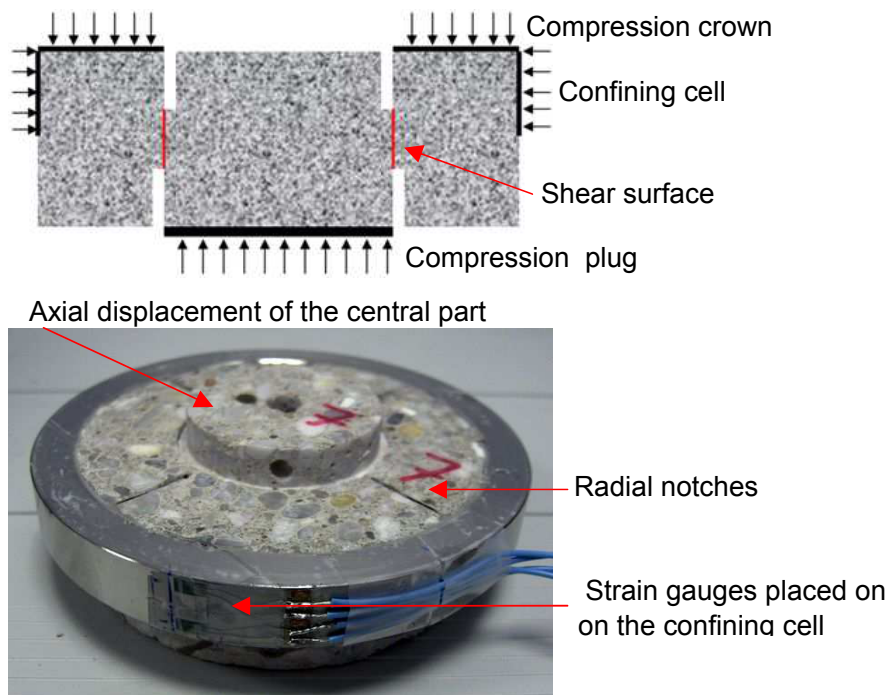 Compression crown
Confining cell
Shear surface
Compression plug
Axial displacement of the central part
Radial notches
Strain gauges placed on
on the confining cell